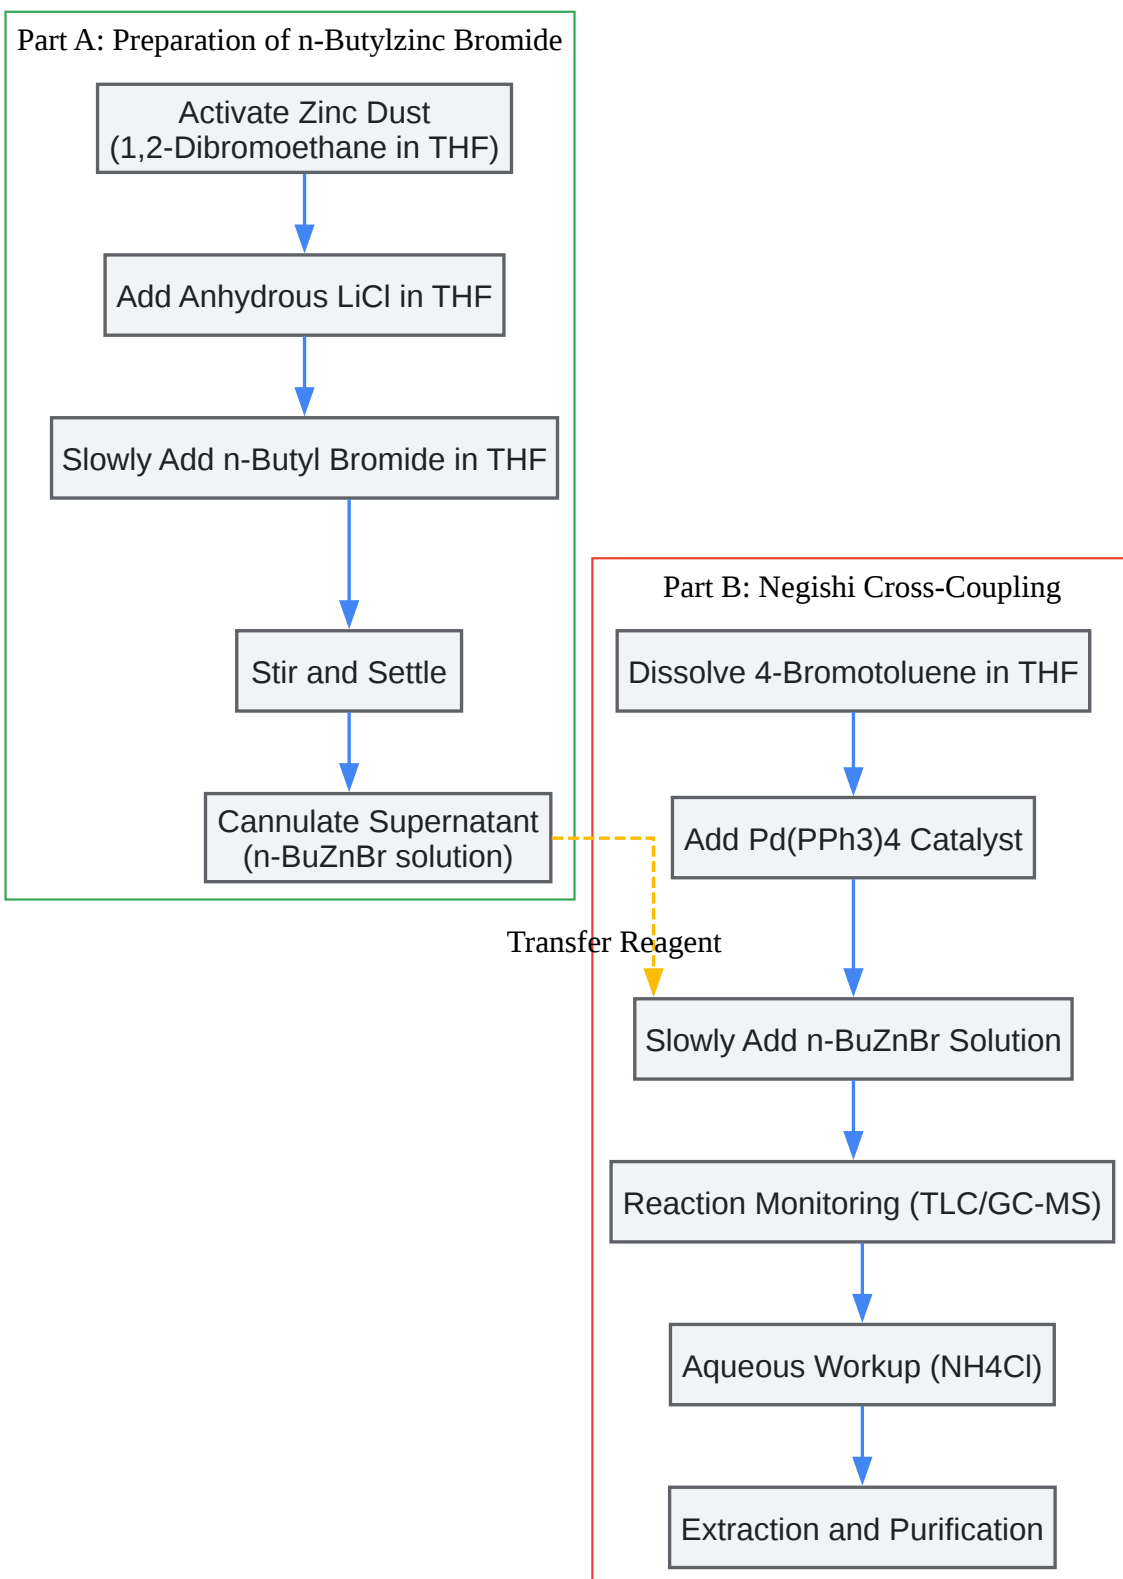 Part A: Preparation of n-Butylzinc Bromide
Activate Zinc Dust
(1,2-Dibromoethane in THF)
Add Anhydrous LiCl in THF
Slowly Add n-Butyl Bromide in THF
Stir and Settle
Cannulate Supernatant
(n-BuZnBr solution)
Transfer Reagent
Part B: Negishi Cross-Coupling
Dissolve 4-Bromotoluene in THF
Add Pd(PPh3)4 Catalyst
Slowly Add n-BuZnBr Solution
Reaction Monitoring (TLC/GC-MS)
Aqueous Workup (NH4Cl)
Extraction and Purification